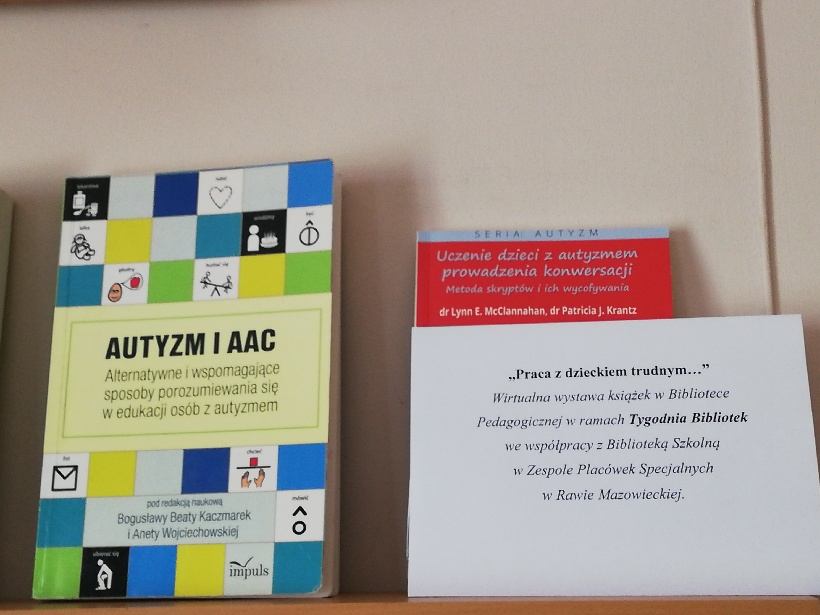 lubić
lalka
urodziny
być
głodny
huśtać się
AUTYZM I AAC
Alternatywne i wspomagające
sposoby porozumiewania się
w edukacji osób z autyzmem
list
chcieć
mówić
pod redakcją naukową
Bogusławy Beaty Kaczmarek
i Anety Wojciechowskiej
ubierać się
impuls
SERIA: AUTYZM
Uczenie dzieci z autyzmem
prowadzenia konwersacji
Metoda skryptów i ich wycofywania
dr Lynn E. McClannahan, dr Patricia J. Krantz
„Praca z dzieckiem trudnym…”
Wirtualna wystawa książek w Bibliotece
Pedagogicznej w ramach Tygodnia Bibliotek
we współpracy z Biblioteką Szkolną
w Zespole Placówek Specjalnych
w Rawie Mazowieckiej.